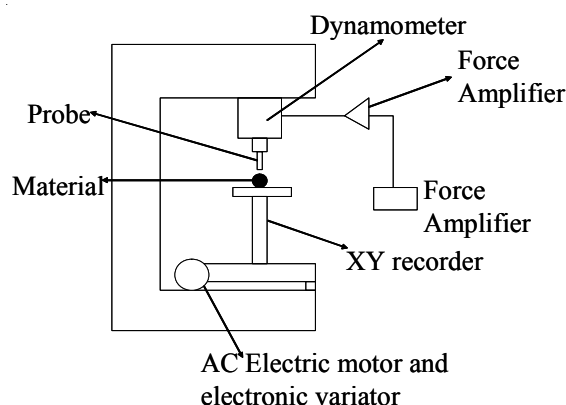 Dynamometer
Force
Amplifier
Probe
Material
Force
Amplifier
XY recorder
AC Electric motor and
electronic variator